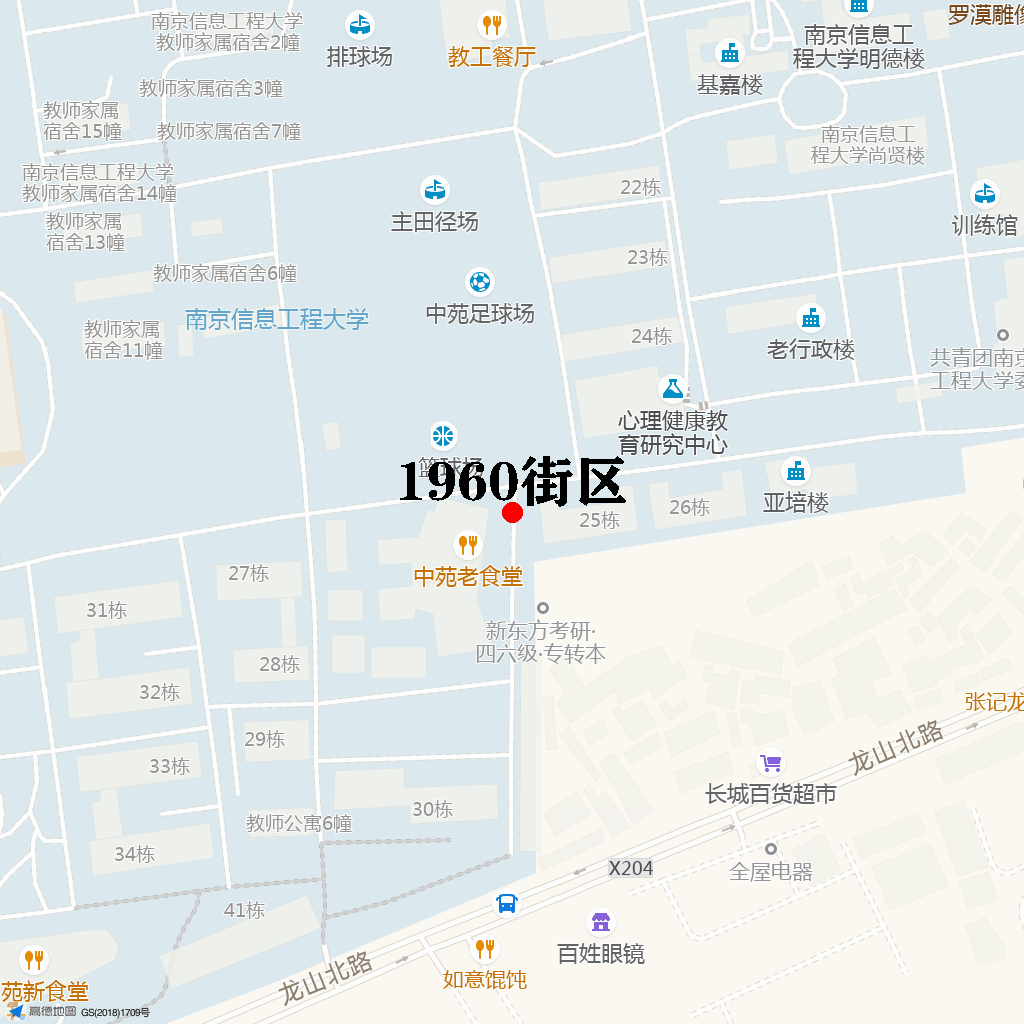 南京信息工程大学
教师家属宿舍2幢
排球场
教工餐厅
南京信息工
程大学明德楼
罗漠雕像
基嘉楼
教师家属宿舍3幢
教师家属
宿舍15幢
教师家属宿舍7幢
南京信息工
程大学尚贤楼
南京信息工程大学
教师家属宿舍14幢
22栋
主田径场
训练馆
教师家属
宿舍13幢
23栋
教师家属宿舍6幢
中苑足球场
南京信息工程大学
教师家属
宿舍11幢
24栋
老行政楼
共青团南京
工程大学委
心理健康教
育研究中心
篮球场
1960街区
亚培楼
26栋
25栋
中苑老食堂
27栋
31栋
新东方考研·
四六级·专转本
28栋
32栋
张记龙
29栋
龙山北路
33栋
长城百货超市
30栋
教师公寓6幢
34栋
X204
全屋电器
41栋
百姓眼镜
龙山北路
如意馄饨
苑新食堂
高德地图 GS(2018)1709号